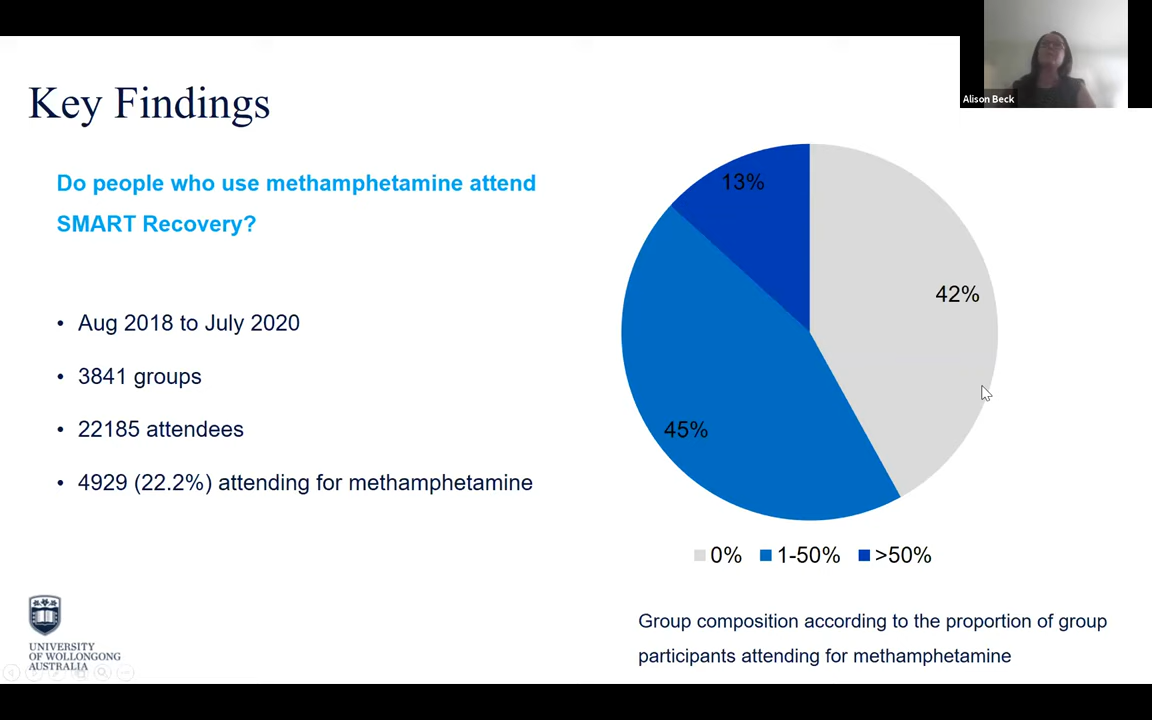 Alison Beck
Key Findings
Do people who use methamphetamine attend
SMART Recovery?
• Aug 2018 to July 2020
• 3841 groups
• 22185 attendees
• 4929 (22.2%) attending for methamphetamine
13%
42%
45%
0% 1-50% >50%
Group composition according to the proportion of group
participants attending for methamphetamine
UNIVERSITY
OF WOLLONGONG
AUSTRALIA